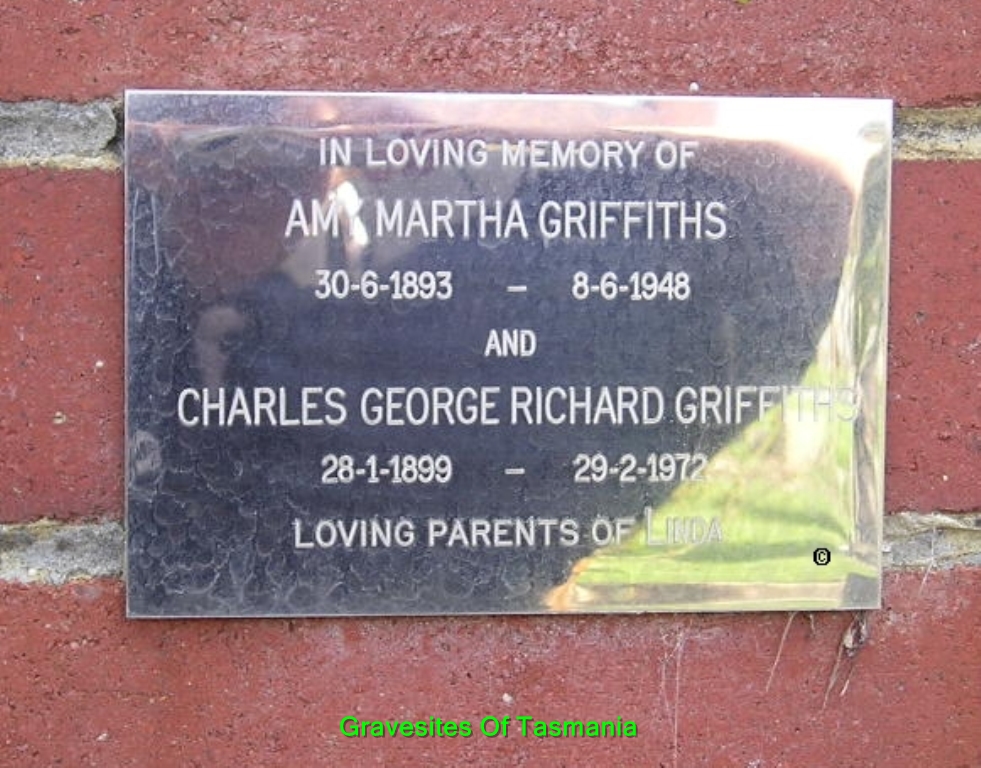 IN LOVING MEMORY OF
AMY MARTHA GRIFFITHS
30-6-1893 – 8-6-1948
AND
CHARLES GEORGE RICHARD GRIFFITHS
28-1-1899 – 29-2-1972
LOVING PARENTS OF LINDA
©
Gravesites Of Tasmania